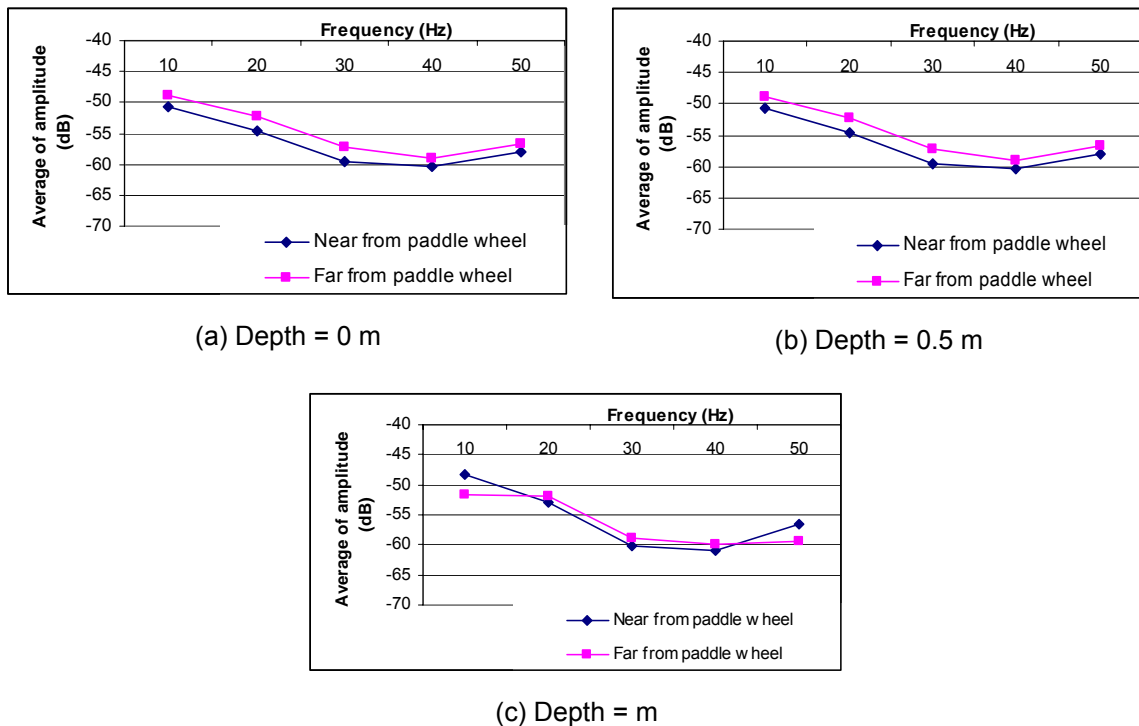 Frequency (Hz)
-40
-45
-50
-55
-60
-65
-70
10 20 30 40 50
Average of amplitude
(dB)
Near from paddle wheel
Far from paddle wheel
(a) Depth = 0 m
Frequency (Hz)
-40
-45
-50
-55
-60
-65
-70
10 20 30 40 50
Average of amplitude
(dB)
Near from paddle wheel
Far from paddle wheel
(b) Depth = 0.5 m
Frequency (Hz)
-40
-45
-50
-55
-60
-65
-70
10 20 30 40 50
Average of amplitude
(dB)
Near from paddle wheel
Far from paddle wheel
(c) Depth = m